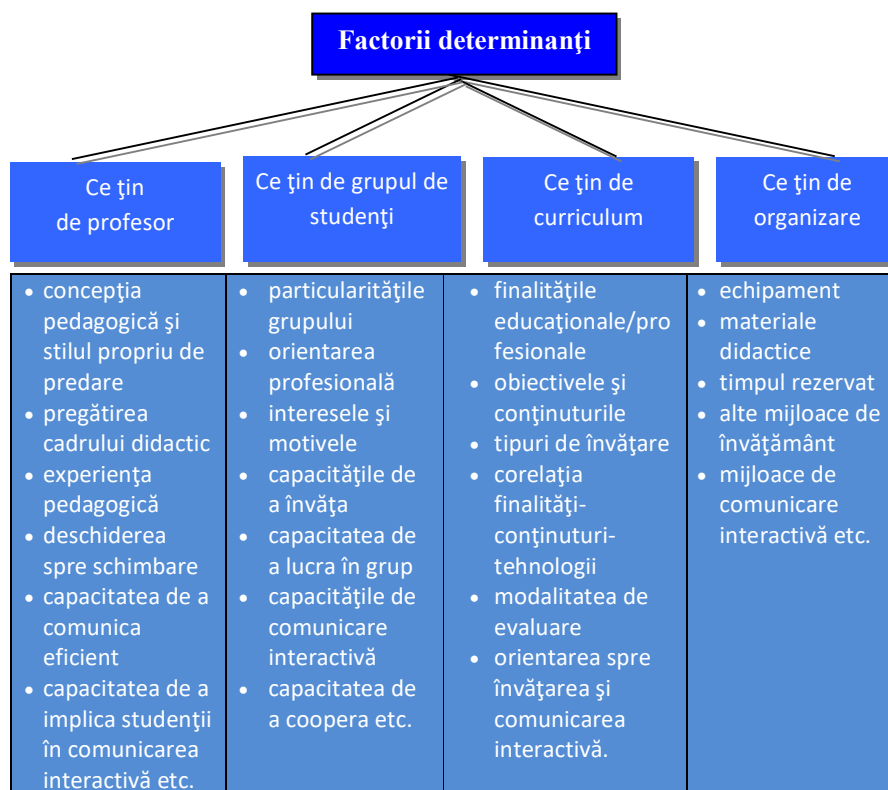 Factorii determinanţi
Ce ţin
de profesor
Ce ţin de grupul de
studenţi
Ce ţin de
curriculum
Ce ţin de
organizare
• concepţia
pedagogică şi
stilul propriu de
predare
• pregătirea
cadrului didactic
• experienţa
pedagogică
• deschiderea
spre schimbare
• capacitatea de a
comunica
eficient
• capacitatea de a
implica studenţii
în comunicarea
interactivă etc.
• particularităţile
grupului
• orientarea
profesională
• interesele şi
motivele
• capacităţile de
a învăţa
• capacitatea de
a lucra în grup
• capacităţile de
comunicare
interactivă
• capacitatea de
a coopera etc.
• finalităţile
educaţionale/pro
fesionale
• obiectivele şi
conţinuturile
• tipuri de învăţare
• corelaţia
finalităţi-
conţinuturi-
tehnologii
• modalitatea de
evaluare
• orientarea spre
învăţarea şi
comunicarea
interactivă.
• echipament
• materiale
didactice
• timpul rezervat
• alte mijloace de
învăţământ
• mijloace de
comunicare
interactivă etc.